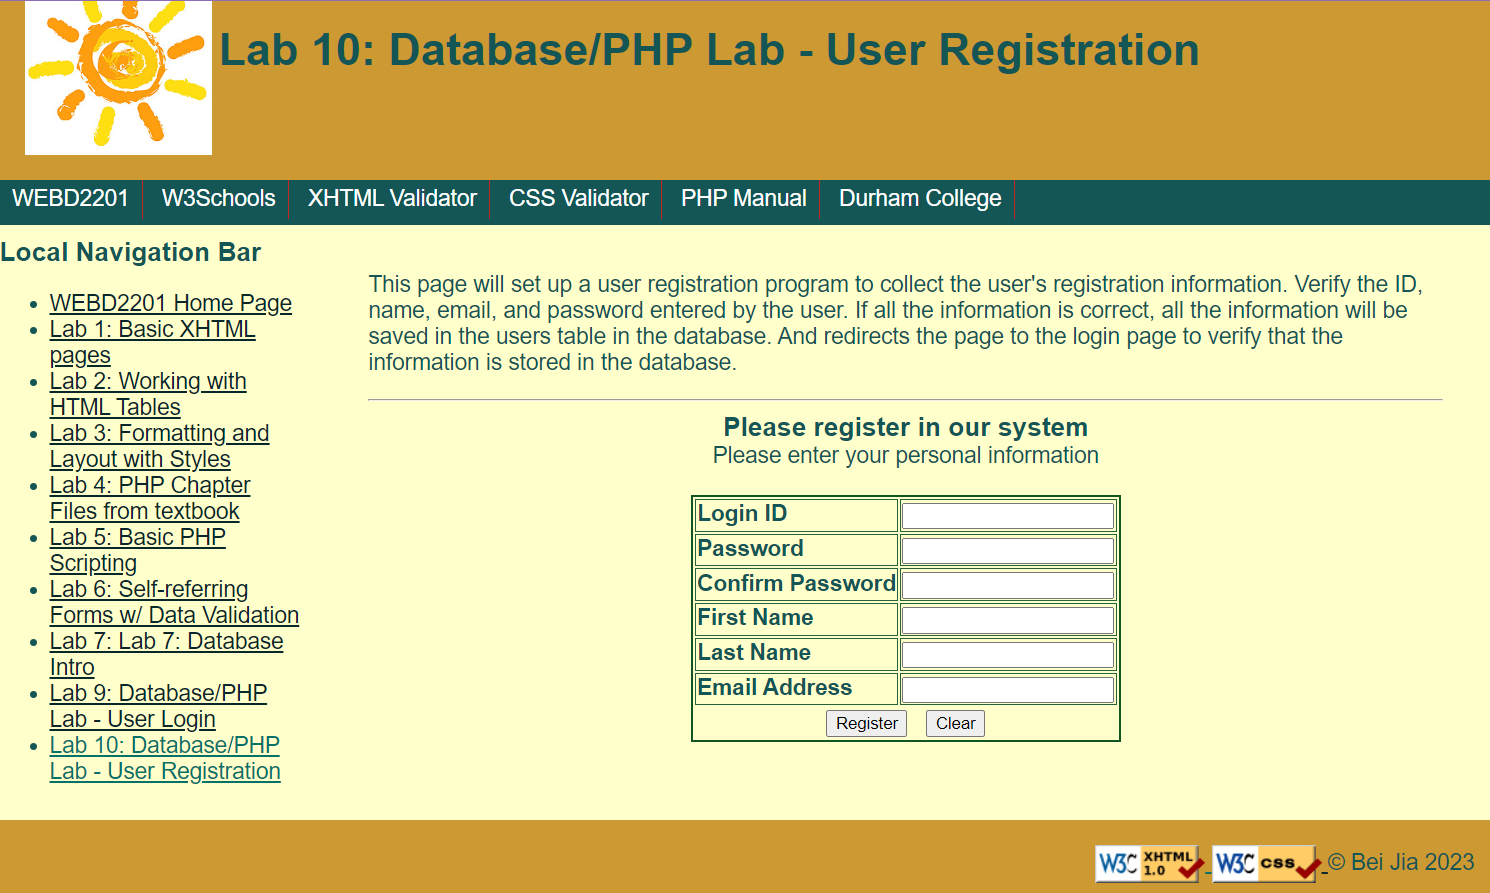 Lab 10: Database/PHP Lab - User Registration
WEBD2201 W3Schools XHTML Validator CSS Validator PHP Manual Durham College
Local Navigation Bar
WEBD2201 Home Page
Lab 1: Basic XHTML
pages
Lab 2: Working with
HTML Tables
Lab 3: Formatting and
Layout with Styles
Lab 4: PHP Chapter
Files from textbook
Lab 5: Basic PHP
Scripting
Lab 6: Self-referring
Forms w/ Data Validation
Lab 7: Lab 7: Database
Intro
Lab 9: Database/PHP
Lab - User Login
Lab 10: Database/PHP
Lab - User Registration
This page will set up a user registration program to collect the user's registration information. Verify the ID,
name, email, and password entered by the user. If all the information is correct, all the information will be
saved in the users table in the database. And redirects the page to the login page to verify that the
information is stored in the database.
Please register in our system
Please enter your personal information
Login ID
Password
Confirm Password
First Name
Last Name
Email Address
Register Clear
W3C XHTML 1.0 W3C css © Bei Jia 2023